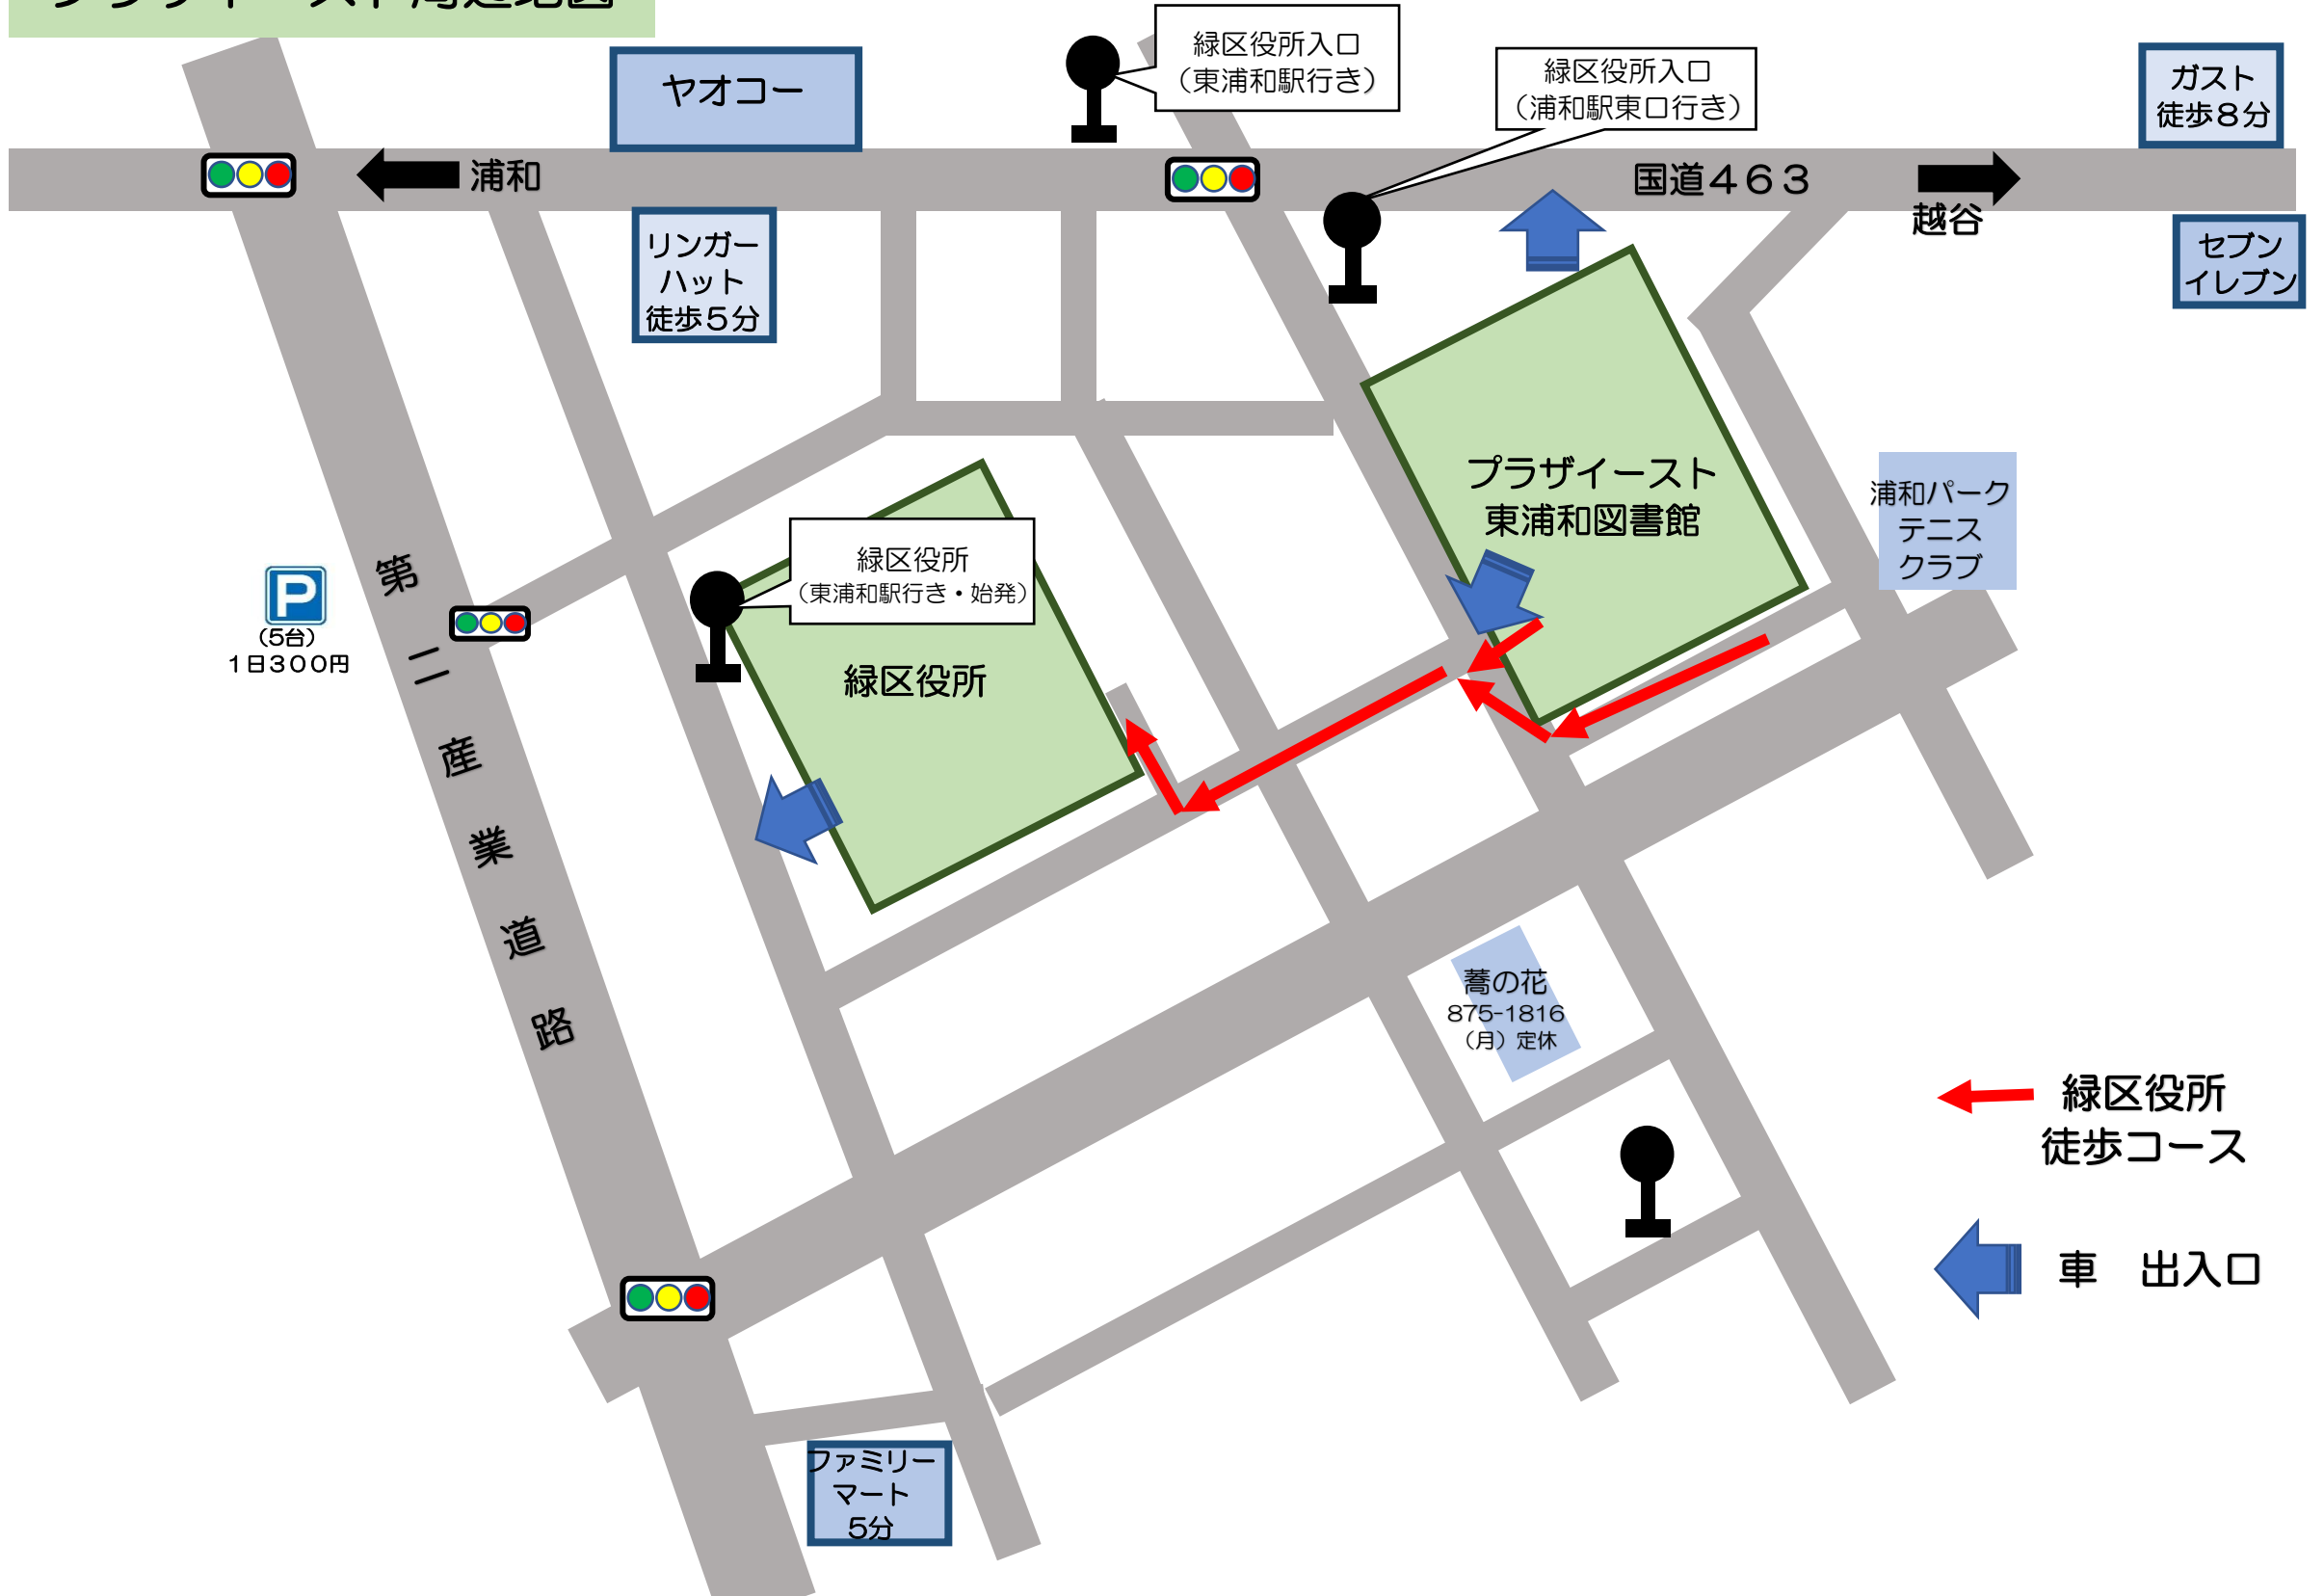 緑区役所入口
（東浦和駅行き）
緑区役所入口
（浦和駅東口行き）
ヤオコー
ガスト
徒歩８分
浦和
国道４６３
越谷
リンガー
ハット
徒歩５分
セブン
イレブン
プラザイースト
東浦和図書館
浦和パーク
テニス
クラブ
緑区役所
（東浦和駅行き・始発）
緑区役所
P
（５台）
１日３００円
第二産業道路
蕎の花
875-1816
（月）定休
緑区役所
徒歩コース
車　出入口
ファミリー
マート
５分